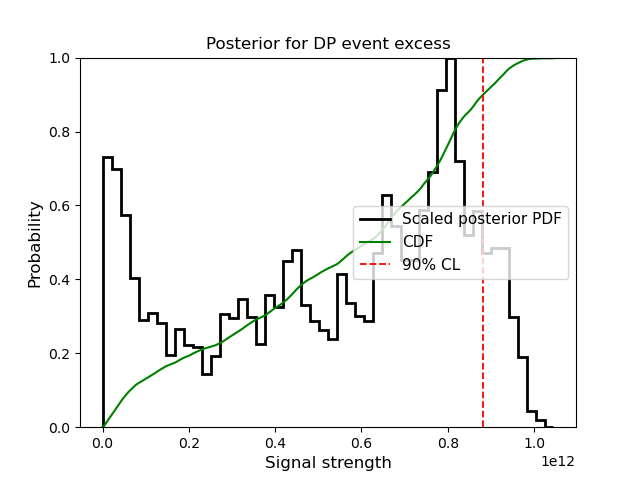 Posterior for DP event excess
1.0
0.8
0.6
0.4
0.2
0.0
Probability
Scaled posterior PDF
CDF
90% CL
0.0 0.2 0.4 0.6 0.8 1.0
1e12
Signal strength